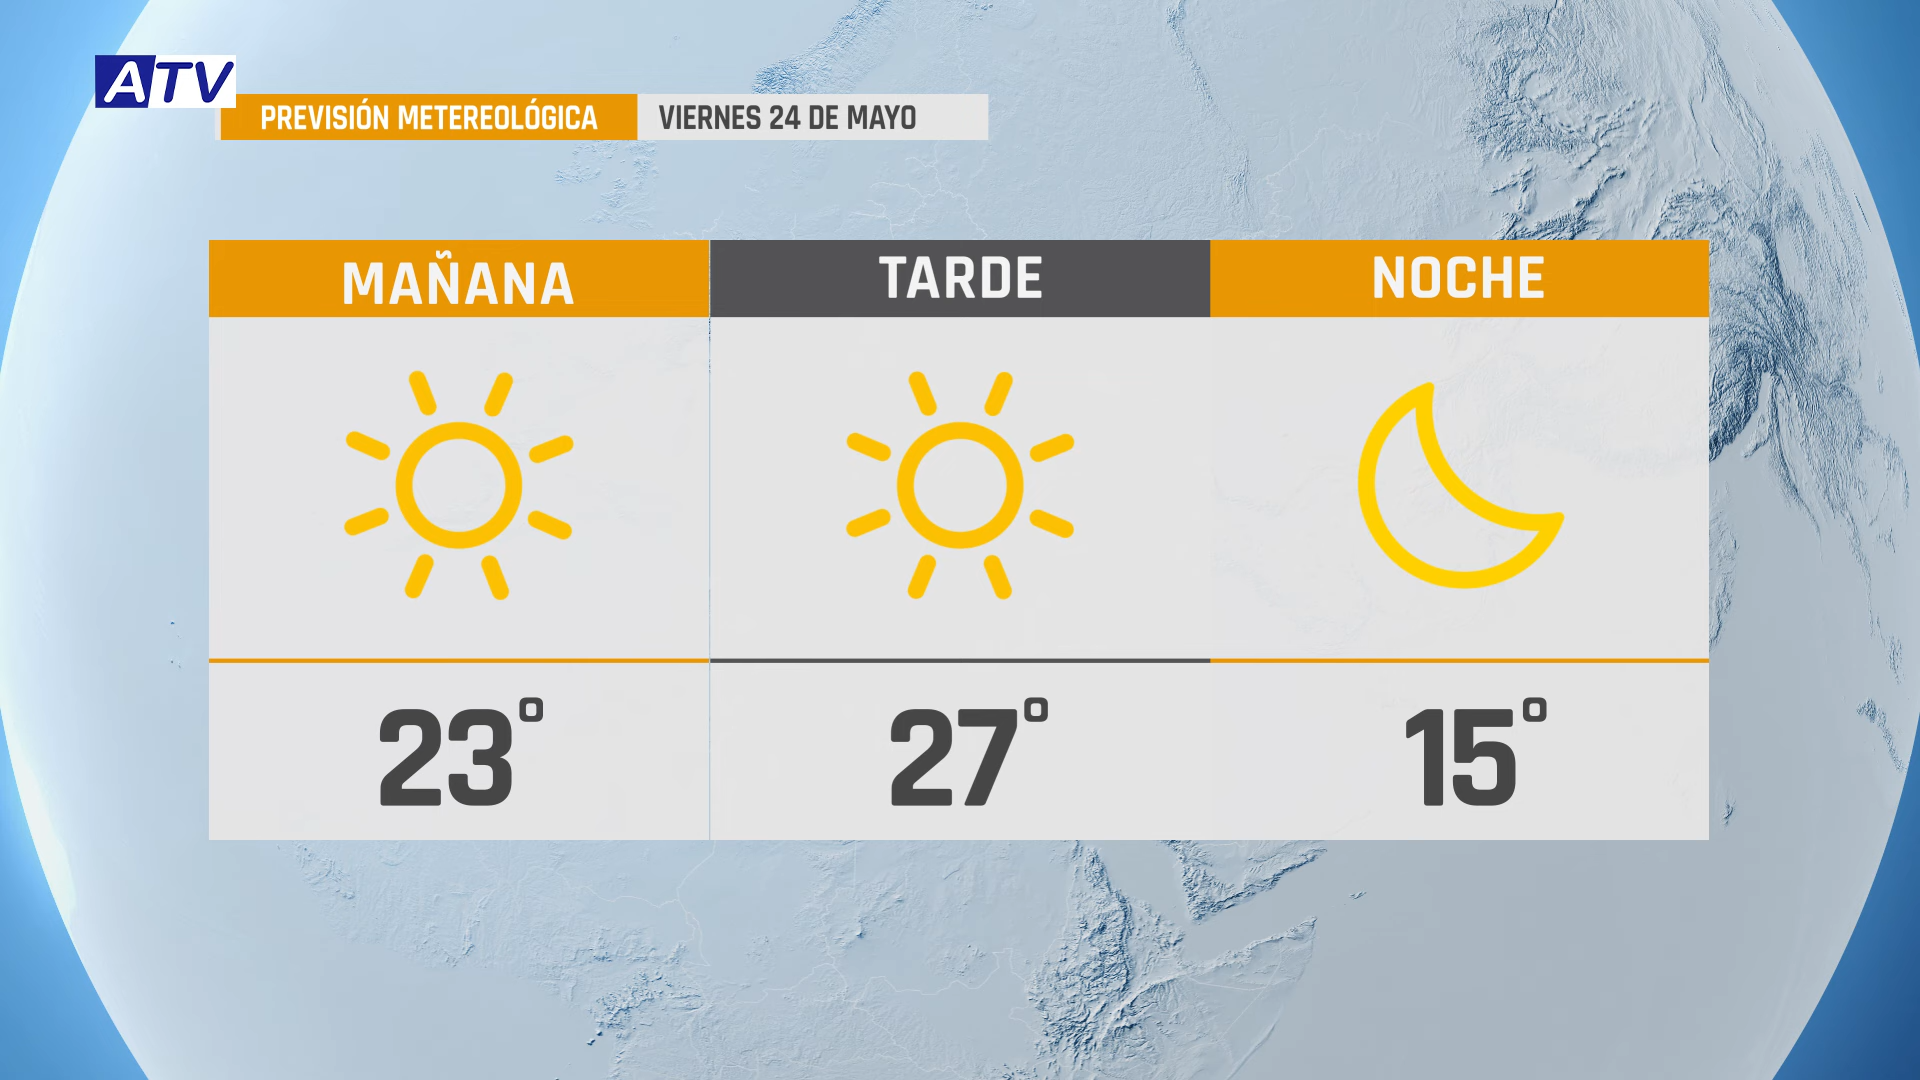 ATV
PREVISIÓN METEREOLÓGICA
VIERNES 24 DE MAYO
MAÑANA
TARDE
NOCHE
23°
27°
15°